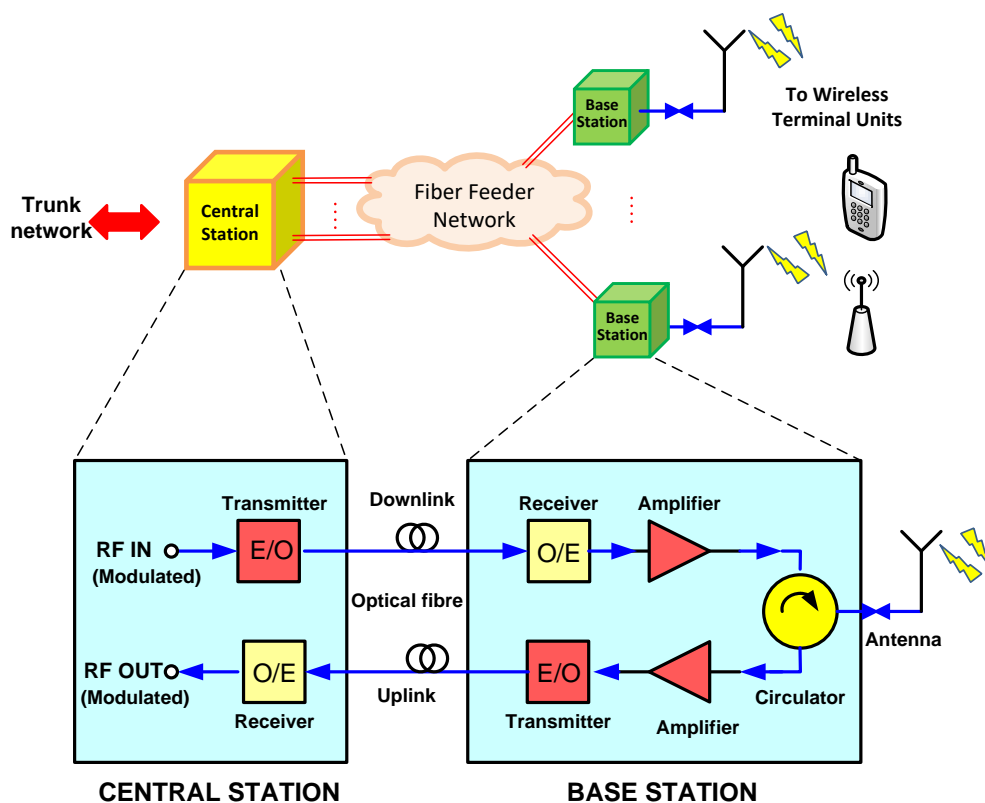 Base
Station
To Wireless
Terminal Units
Trunk
network
Central
Station
Fiber Feeder
Network
Base
Station
Transmitter
Downlink
Receiver
Amplifier
RF IN
(Modulated)
E/O
O/E
Optical fibre
Antenna
RF OUT
(Modulated)
O/E
E/O
Receiver
Uplink
Transmitter
Amplifier
Circulator
CENTRAL STATION
BASE STATION